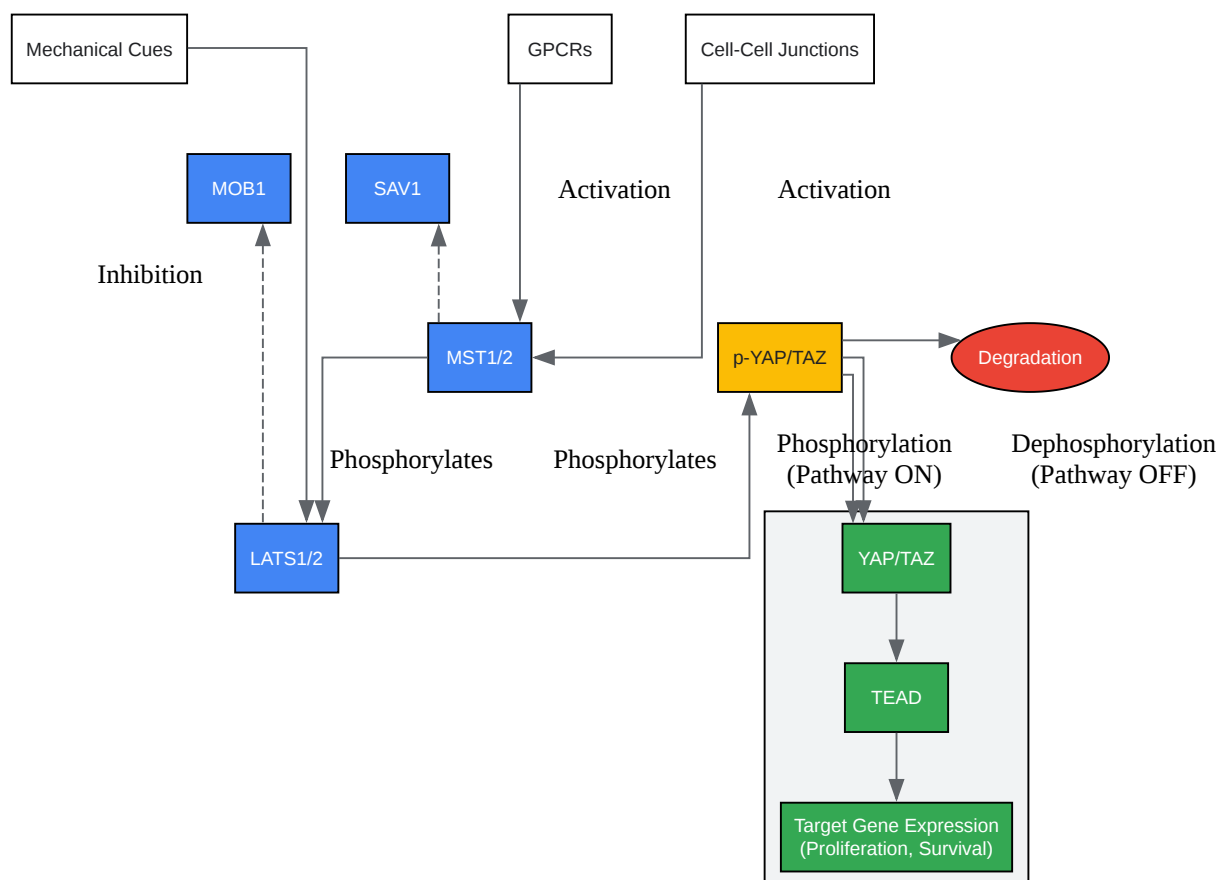 Mechanical Cues
GPCRs
Cell-Cell Junctions
MOB1
SAV1
Activation
Activation
Inhibition
MST1/2
p-YAP/TAZ
Degradation
Phosphorylates
Phosphorylates
Phosphorylation
(Pathway ON)
Dephosphorylation
(Pathway OFF)
LATS1/2
YAP/TAZ
TEAD
Target Gene Expression
(Proliferation, Survival)